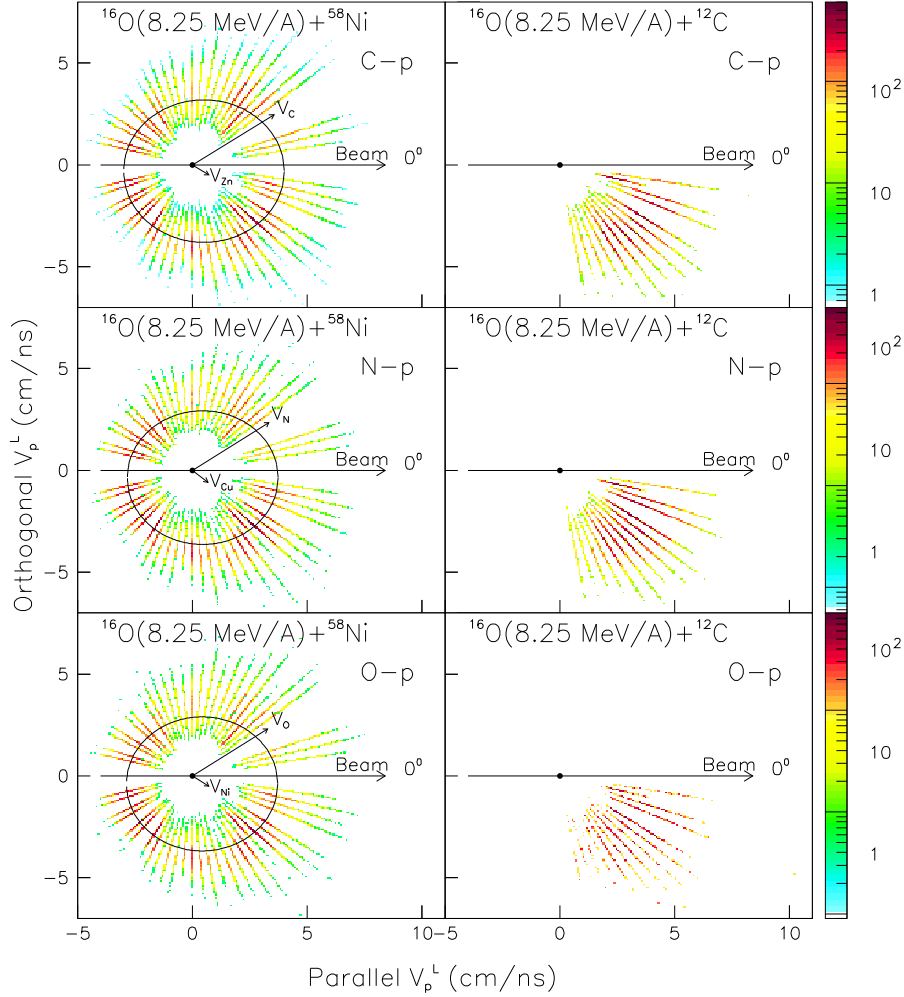 ¹⁶O(8.25 MeV/A)+⁵⁸Ni
C-p
5
0
-5
V_C
V_Zn
Beam 0⁰
¹⁶O(8.25 MeV/A)+¹²C
C-p
Beam 0⁰
10²
10
1
¹⁶O(8.25 MeV/A)+⁵⁸Ni
N-p
5
0
-5
V_N
V_Cu
Beam 0⁰
¹⁶O(8.25 MeV/A)+¹²C
N-p
Beam 0⁰
10²
10
1
¹⁶O(8.25 MeV/A)+⁵⁸Ni
O-p
5
0
-5
V_O
V_Ni
Beam 0⁰
¹⁶O(8.25 MeV/A)+¹²C
O-p
Beam 0⁰
10²
10
1
-5 0 5 10 0 5 10
Orthogonal V_p^L (cm/ns)
Parallel V_p^L (cm/ns)